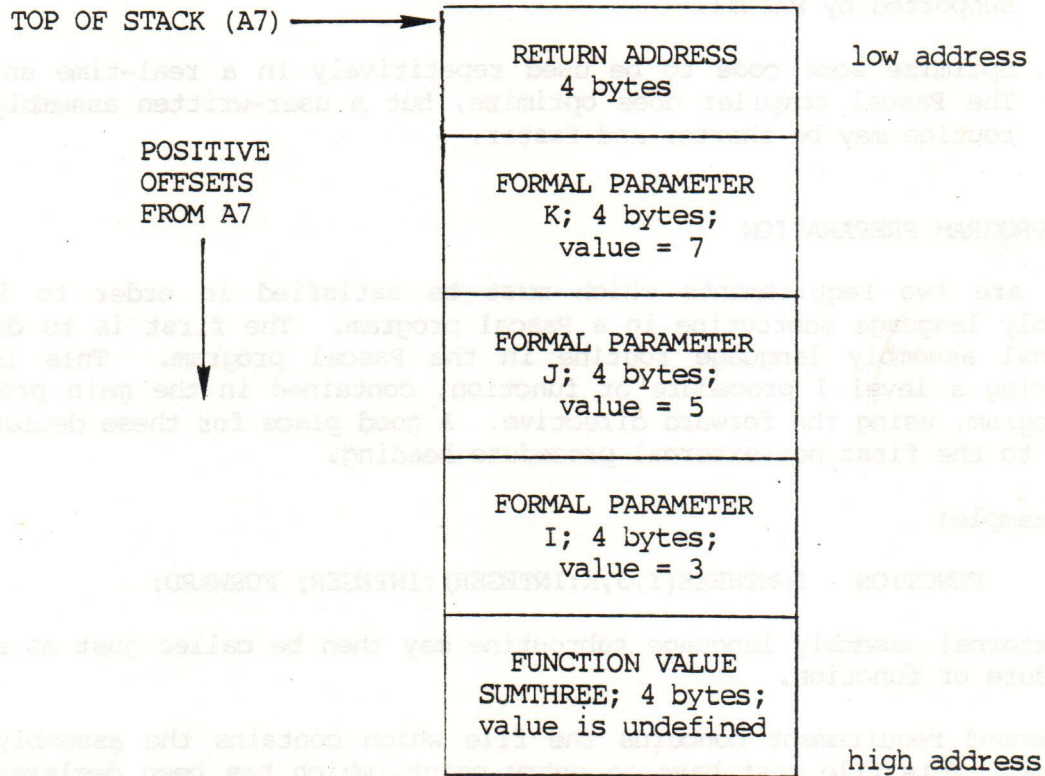 TOP OF STACK (A7)
RETURN ADDRESS
4 bytes
low address
POSITIVE
OFFSETS
FROM A7
FORMAL PARAMETER
K; 4 bytes;
value = 7
FORMAL PARAMETER
J; 4 bytes;
value = 5
FORMAL PARAMETER
I; 4 bytes;
value = 3
FUNCTION VALUE
SUMTHREE; 4 bytes;
value is undefined
high address